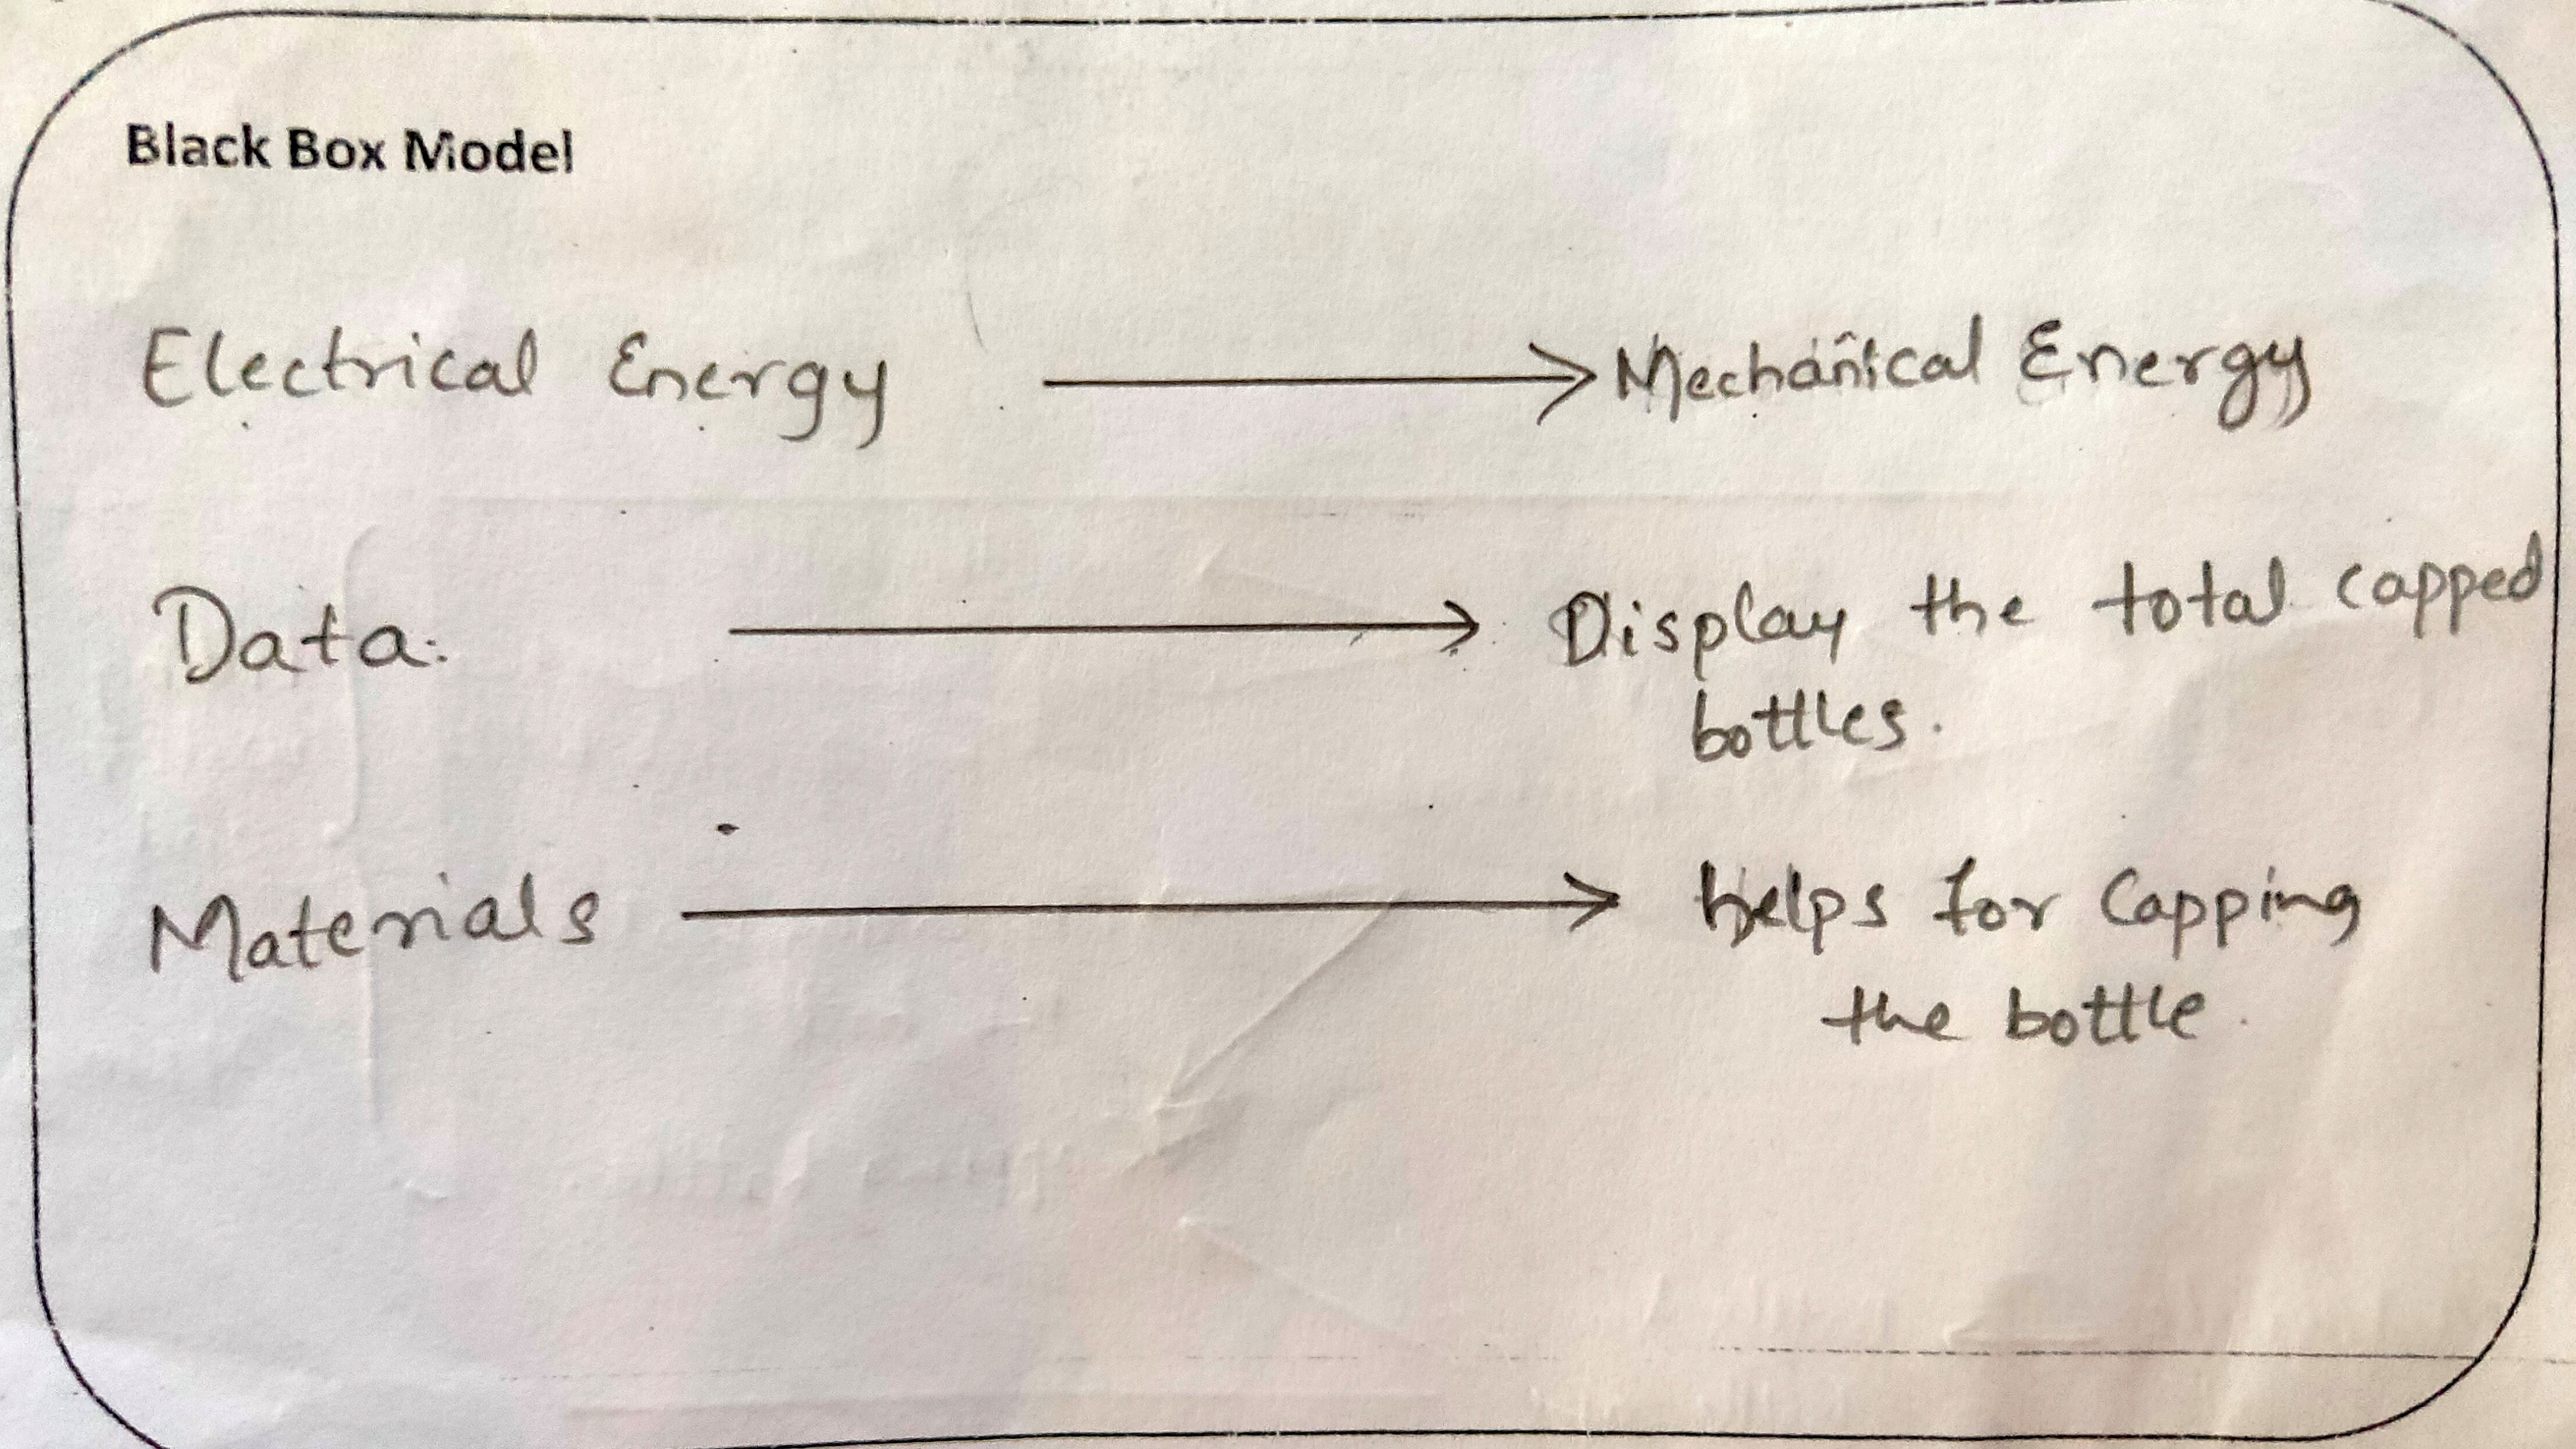 Black Box Model
Electrical Energy → Mechanical Energy
Data. → Display the total capped
bottles.
Materials → helps for Capping
the bottle.